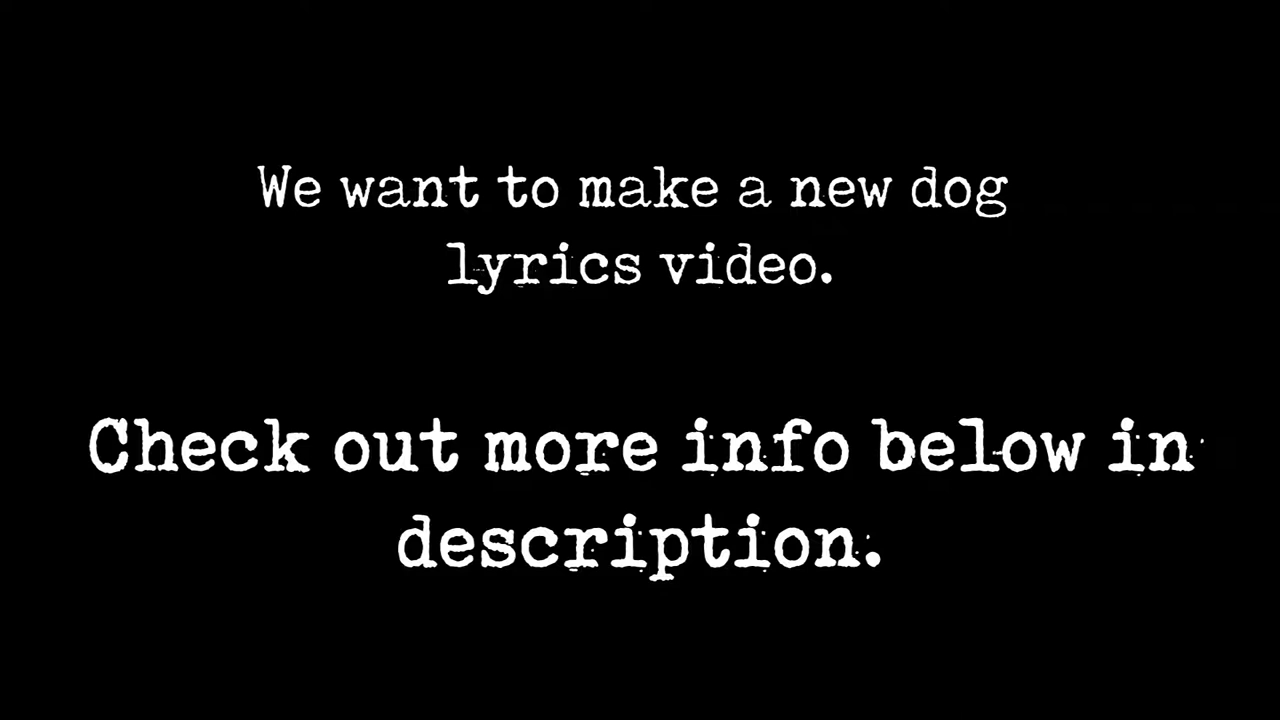 We want to make a new dog
lyrics video.
Check out more info below in
description.